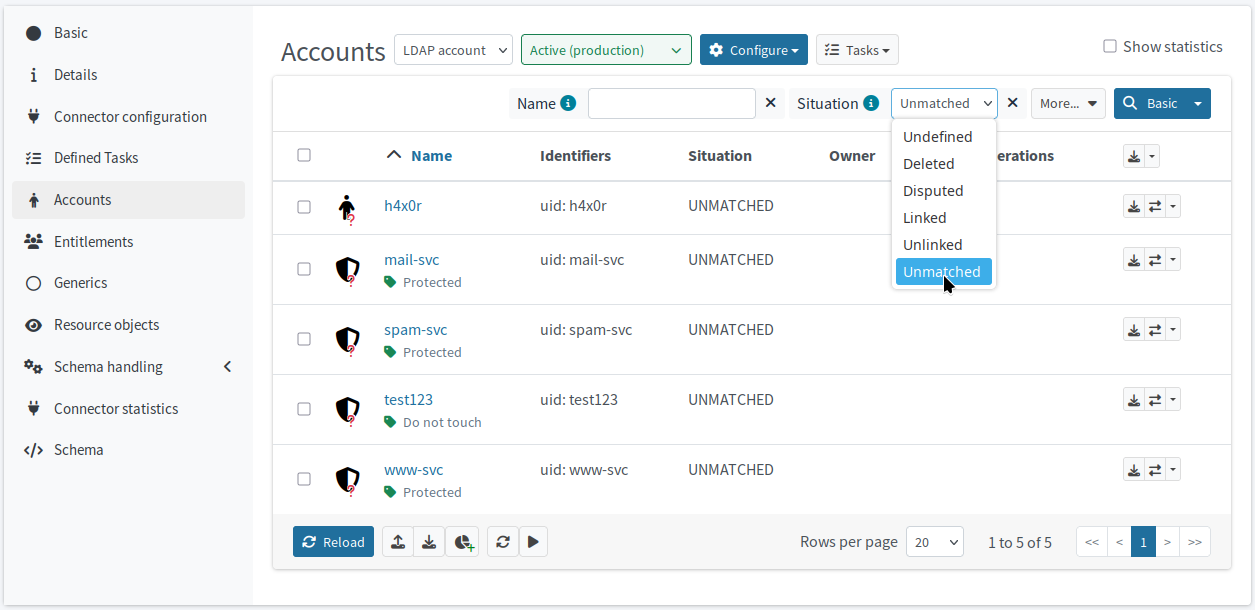 Basic
Details
Connector configuration
Defined Tasks
Accounts
Entitlements
Generics
Resource objects
Schema handling
Connector statistics
Schema
Accounts LDAP account Active (production) Configure Tasks Show statistics
Name Situation Unmatched More... Basic
Undefined
Deleted
Disputed
Linked
Unlinked
Unmatched
Name Identifiers Situation Owner erations
h4x0r uid: h4x0r UNMATCHED
mail-svc uid: mail-svc UNMATCHED
Protected
spam-svc uid: spam-svc UNMATCHED
Protected
test123 uid: test123 UNMATCHED
Do not touch
www-svc uid: www-svc UNMATCHED
Protected
Reload Rows per page 20 1 to 5 of 5 << < 1 > >>